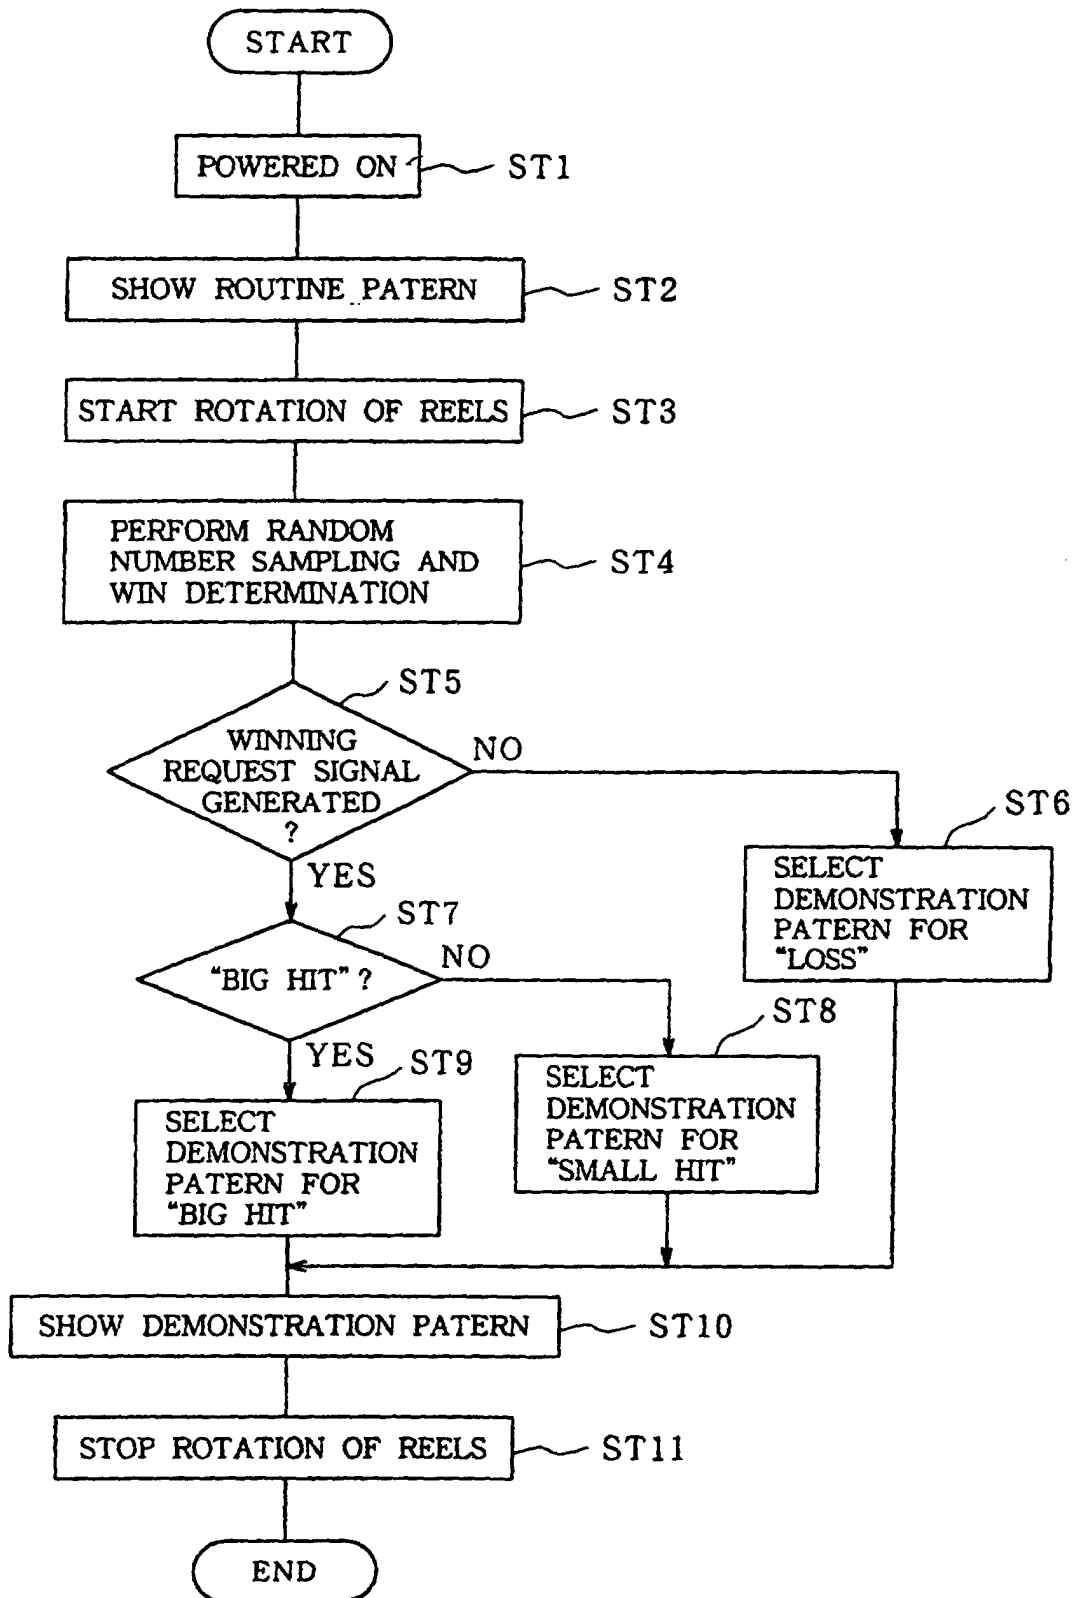 START
POWERED ON
ST1
SHOW ROUTINE PATERN
ST2
START ROTATION OF REELS
ST3
PERFORM RANDOM
NUMBER SAMPLING AND
WIN DETERMINATION
ST4
ST5
WINNING
REQUEST SIGNAL
GENERATED
?
NO
YES
ST6
SELECT
DEMONSTRATION
PATERN FOR
"LOSS"
ST7
"BIG HIT" ?
NO
YES
ST8
SELECT
DEMONSTRATION
PATERN FOR
"SMALL HIT"
ST9
SELECT
DEMONSTRATION
PATERN FOR
"BIG HIT"
SHOW DEMONSTRATION PATERN
ST10
STOP ROTATION OF REELS
ST11
END